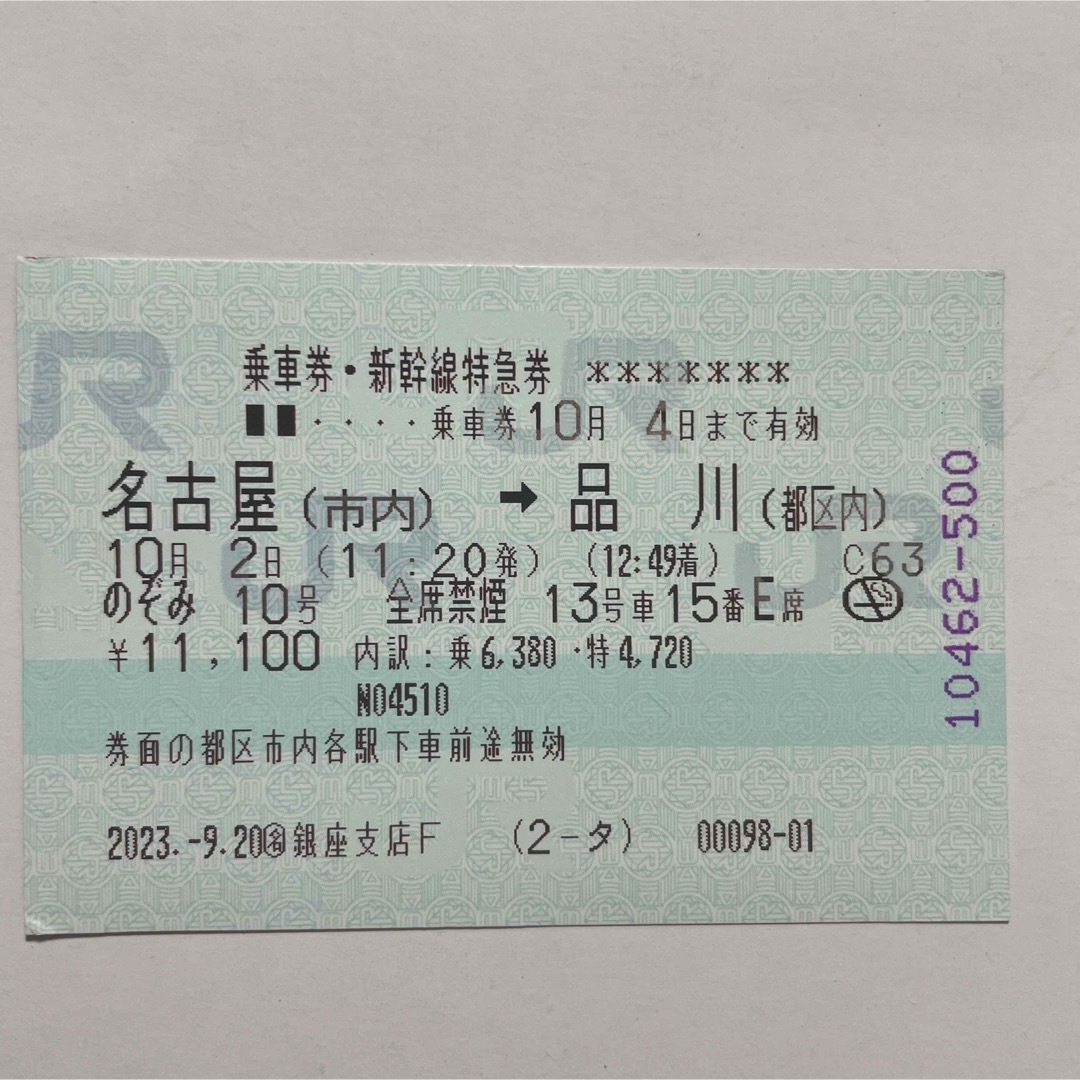 乗車券・新幹線特急券 *******
■■・・・・乗車券10月 4日まで有効
名古屋(市内) ➡ 品 川(都区内)
10月 2日(11:20発) (12:49着) C63
のぞみ 10号 全席禁煙 13号車15番E席
¥11,100 内訳:乗6,380・特4,720
N04510
券面の都区市内各駅下車前途無効
2023.-9.20㊔銀座支店F (2-タ) 00098-01
10462-500
JR